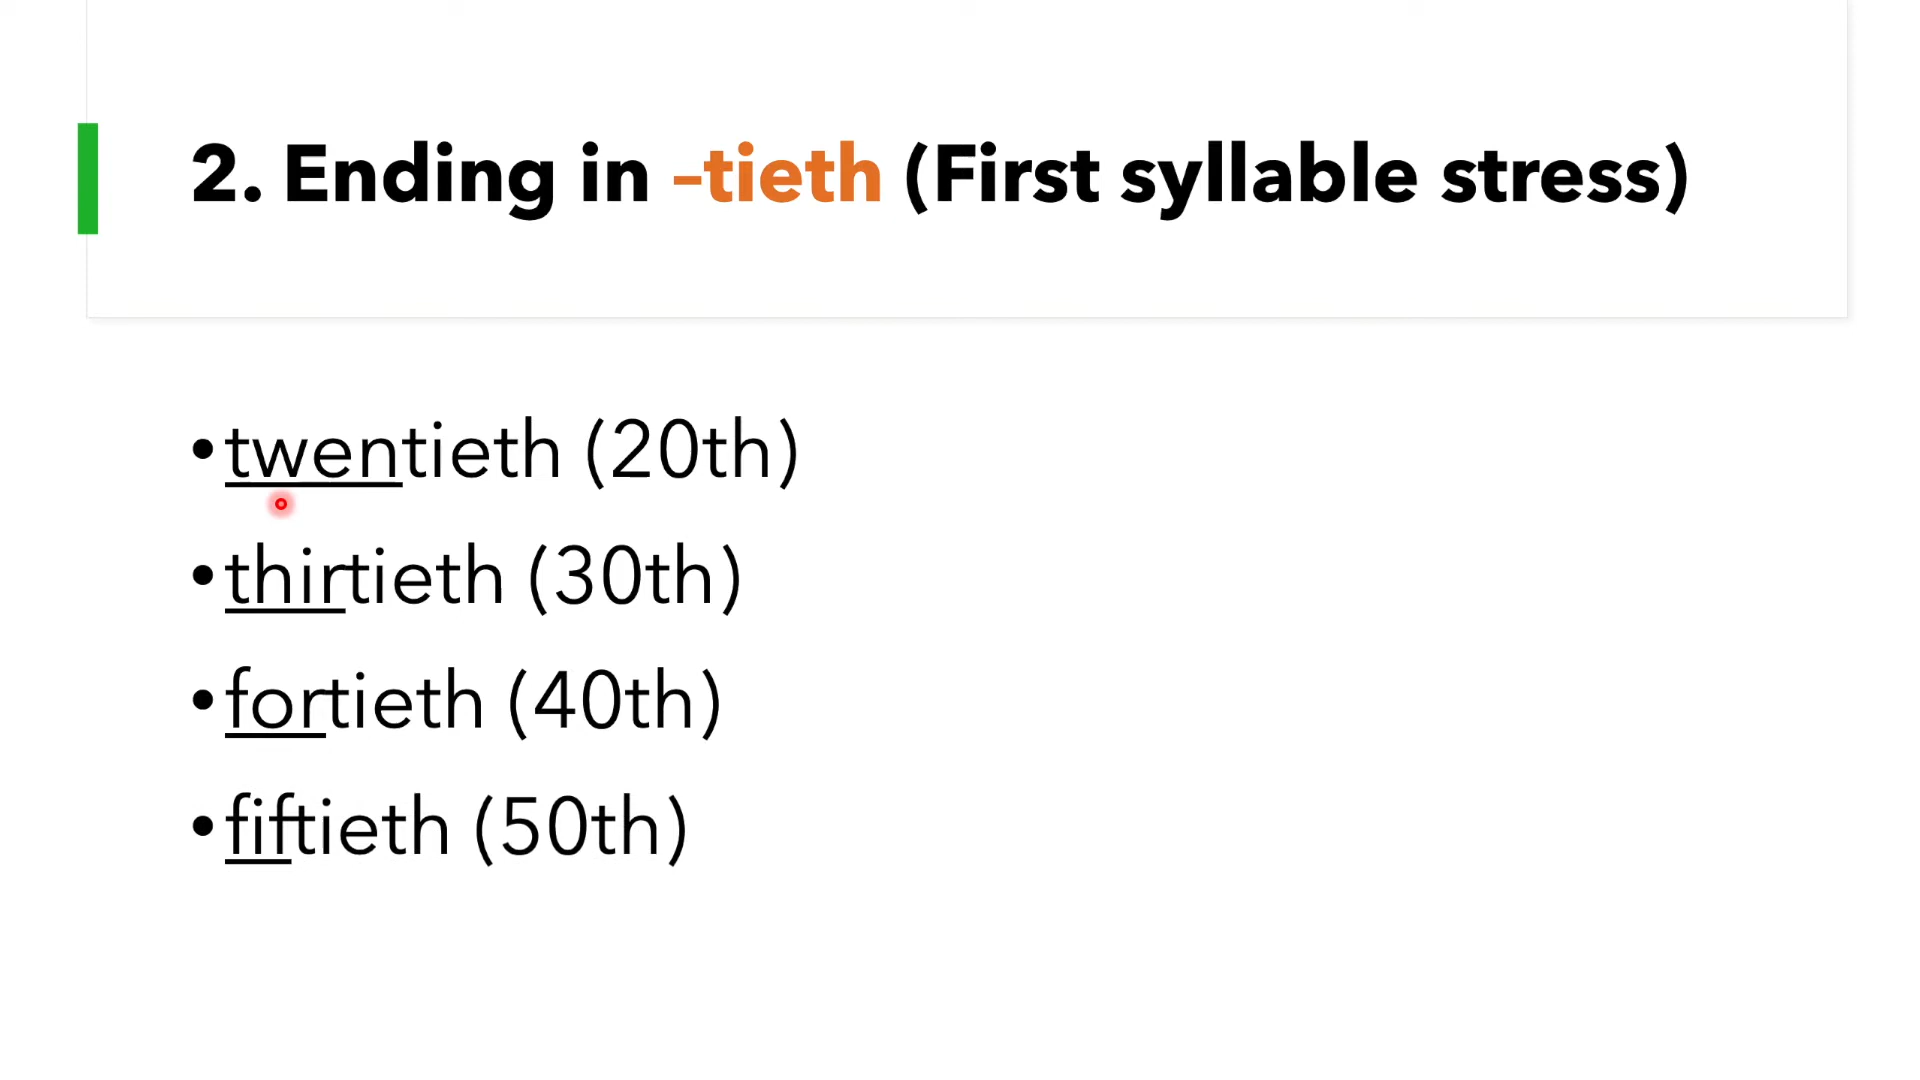 2. Ending in –tieth (First syllable stress)
•twentieth (20th)
•thirtieth (30th)
•fortieth (40th)
•fiftieth (50th)